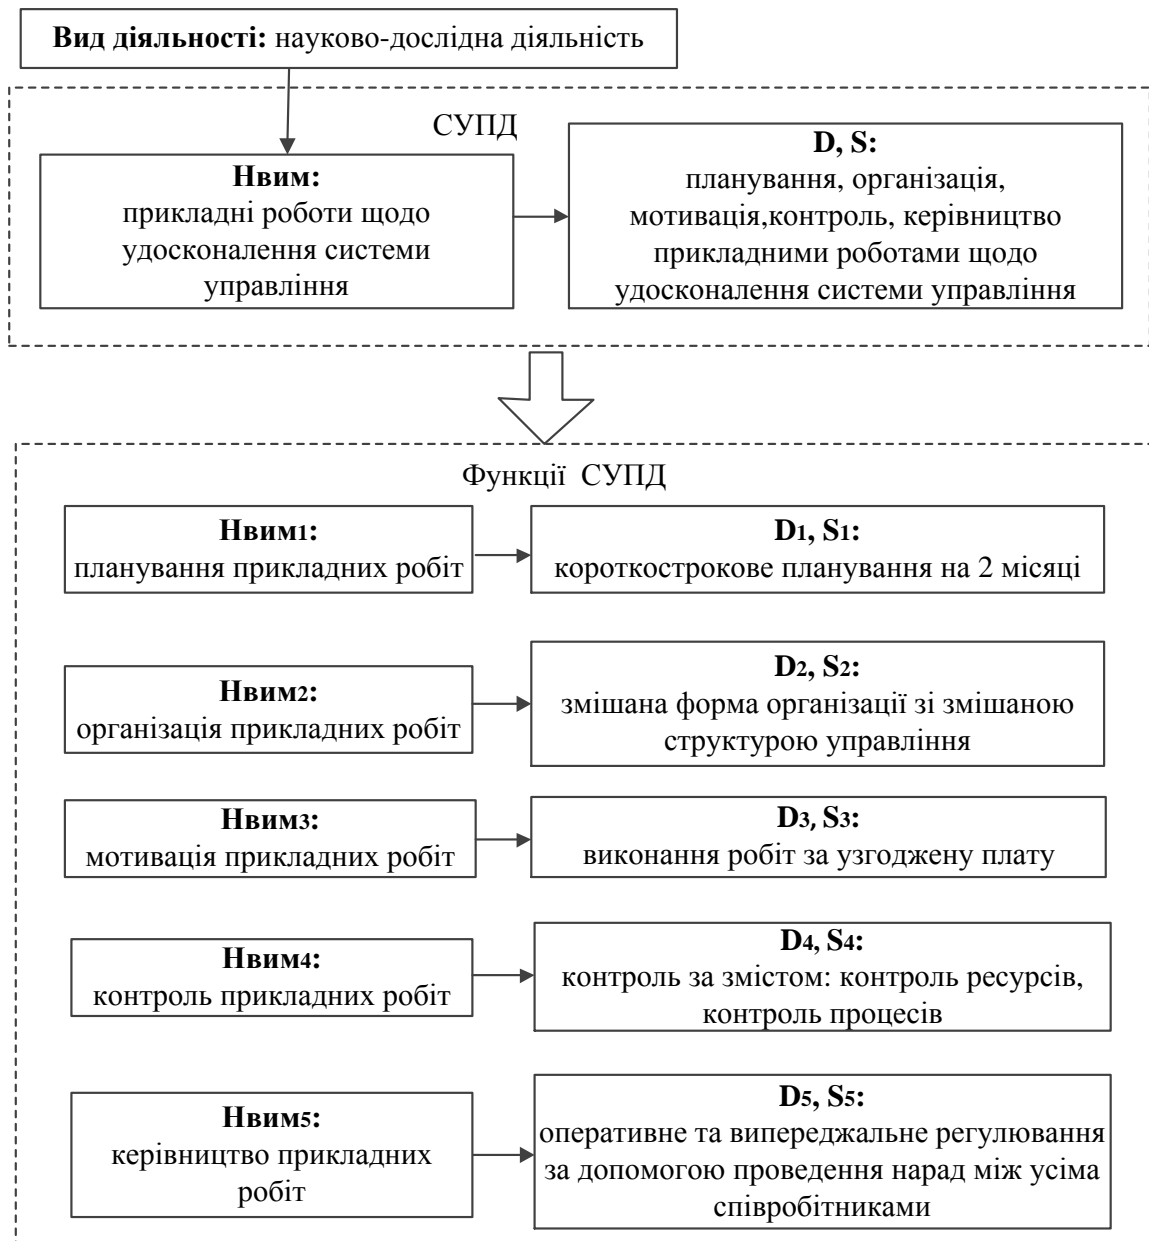 Вид діяльності: науково-дослідна діяльність
СУПД
Нвим:
прикладні роботи щодо
удосконалення системи
управління
D, S:
планування, організація,
мотивація,контроль, керівництво
прикладними роботами щодо
удосконалення системи управління
Функції СУПД
Нвим1:
планування прикладних робіт
D1, S1:
короткострокове планування на 2 місяці
Нвим2:
організація прикладних робіт
D2, S2:
змішана форма організації зі змішаною
структурою управління
Нвим3:
мотивація прикладних робіт
D3, S3:
виконання робіт за узгоджену плату
Нвим4:
контроль прикладних робіт
D4, S4:
контроль за змістом: контроль ресурсів,
контроль процесів
Нвим5:
керівництво прикладних
робіт
D5, S5:
оперативне та випереджальне регулювання
за допомогою проведення нарад між усіма
співробітниками